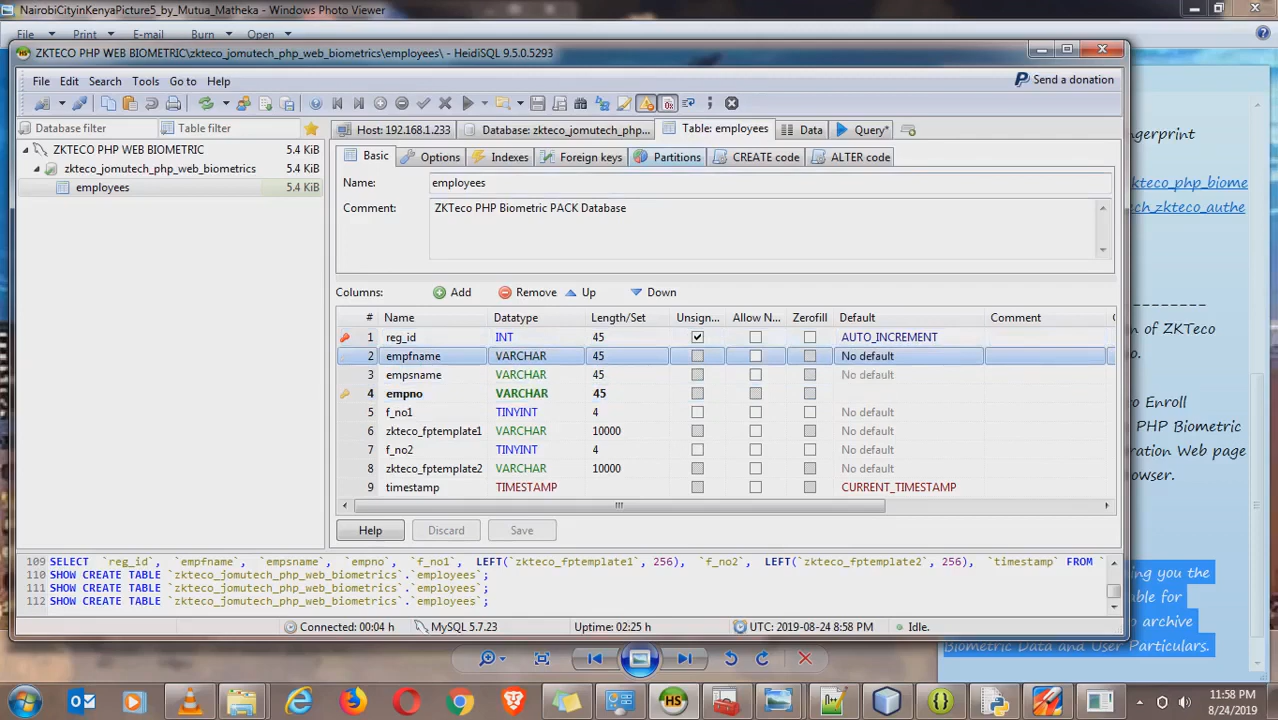 NairobiCityinKenyaPicture5_by_Mutua_Matheka - Windows Photo Viewer
File Print E-mail Burn Open
ZKTECO PHP WEB BIOMETRIC\zkteco_jomutech_php_web_biometrics\employees\ - HeidiSQL 9.5.0.5293
File Edit Search Tools Go to Help
Send a donation
Database filter Table filter
Host: 192.168.1.233 Database: zkteco_jomutech_php... Table: employees Data Query*
ZKTECO PHP WEB BIOMETRIC 5.4 KiB
zkteco_jomutech_php_web_biometrics 5.4 KiB
employees 5.4 KiB
Basic Options Indexes Foreign keys Partitions CREATE code ALTER code
Name: employees
Comment: ZKTeco PHP Biometric PACK Database
Columns: Add Remove Up Down
# Name Datatype Length/Set Unsign... Allow N... Zerofill Default Comment
1 reg_id INT 45 AUTO_INCREMENT
2 empfname VARCHAR 45 No default
3 empsname VARCHAR 45 No default
4 empno VARCHAR 45
5 f_no1 TINYINT 4 No default
6 zkteco_fptemplate1 VARCHAR 10000 No default
7 f_no2 TINYINT 4 No default
8 zkteco_fptemplate2 VARCHAR 10000 No default
9 timestamp TIMESTAMP CURRENT_TIMESTAMP
Help Discard Save
109 SELECT `reg_id`, `empfname`, `empsname`, `empno`, `f_no1`, LEFT(`zkteco_fptemplate1`, 256), `f_no2`, LEFT(`zkteco_fptemplate2`, 256), `timestamp` FROM `
110 SHOW CREATE TABLE `zkteco_jomutech_php_web_biometrics`.`employees`;
111 SHOW CREATE TABLE `zkteco_jomutech_php_web_biometrics`.`employees`;
112 SHOW CREATE TABLE `zkteco_jomutech_php_web_biometrics`.`employees`;
Connected: 00:04 h MySQL 5.7.23 Uptime: 02:25 h UTC: 2019-08-24 8:58 PM Idle.
ngerprint
kteco_php_biome
ch_zkteco_authe
--------
n of ZKTeco
o.
o Enroll
PHP Biometric
ration Web page
owser.
ing you the
able for
o archive
Biometric Data and User Particulars.
11:58 PM
8/24/2019